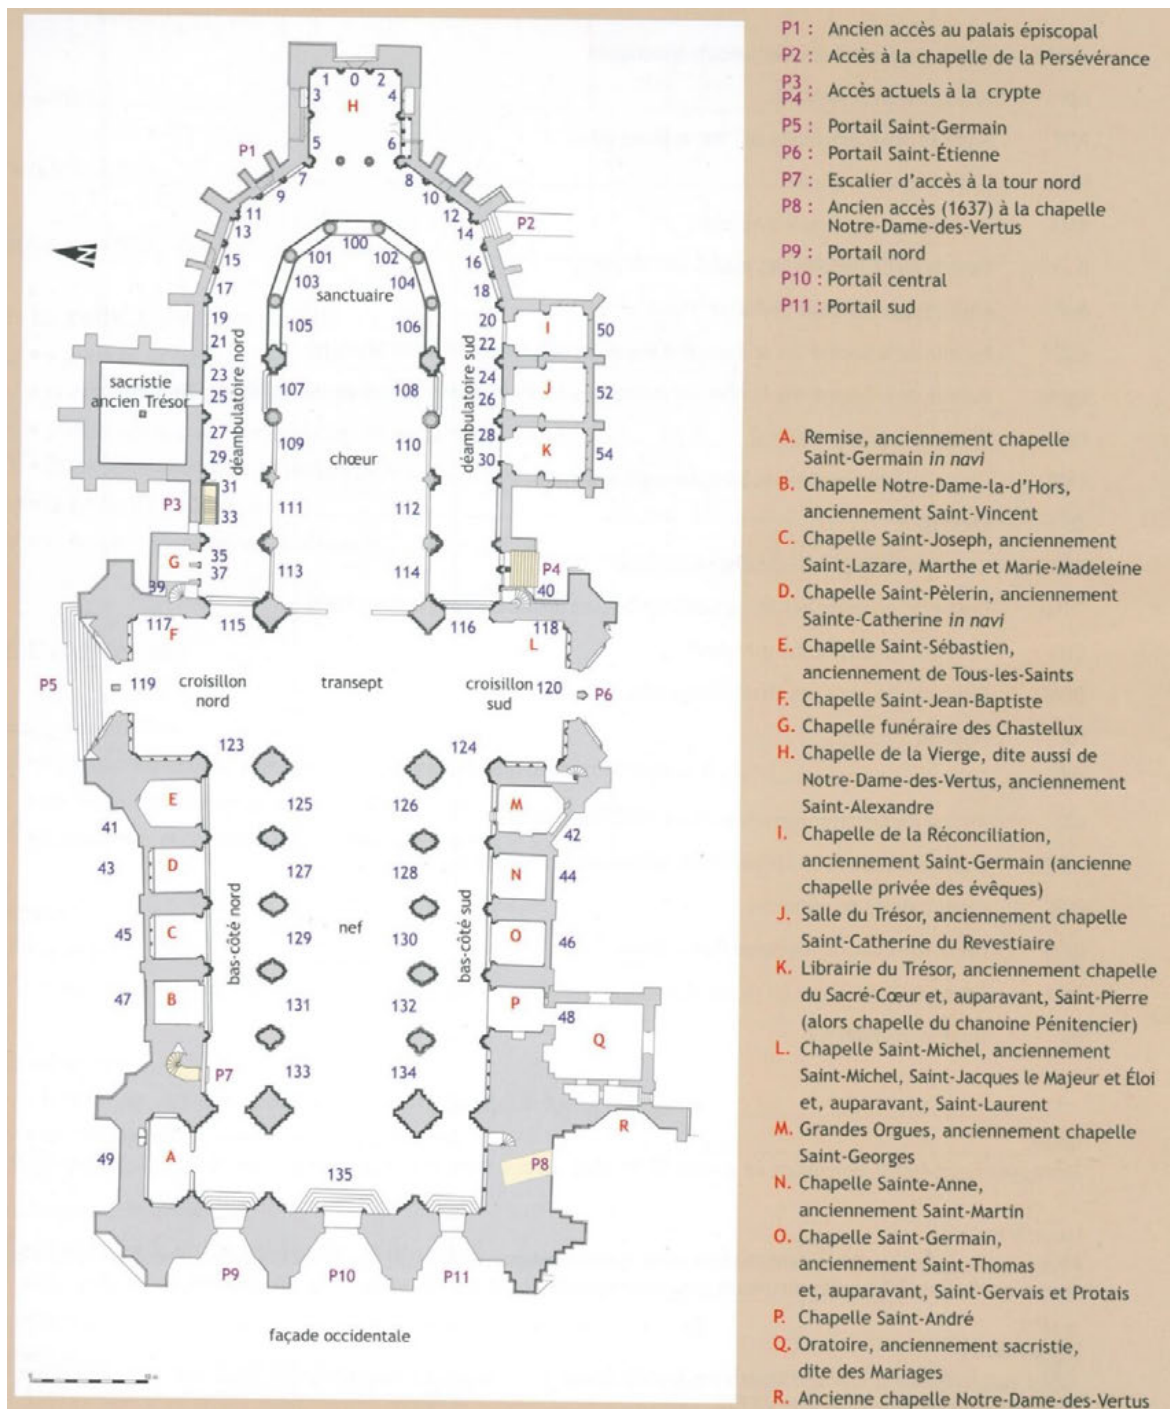 1 0 2
3 4
H
5 6
P1
7 8
9 10
11 12
13 14
P2
100
101 102
15 16
103 104
17 sanctuaire 18
19 105 106 20
I 50
21 22
déambulatoire nord
déambulatoire sud
sacristie
ancien Trésor
23 24
107 108
J 52
25 26
27 28
109 110
chœur
K 54
29 30
31
P3
33
111 112
35
G
37
39
113 114
P4
40
117 115 116 118
F
L
P5 119
croisillon
nord
transept
croisillon
sud
120 P6
123 124
E 125 126 M
41 42
43 D 127 128 N 44
bas-côté nord
nef
bas-côté sud
45 C 129 130 O 46
47 B 131 132 P 48
Q
P7 133 134
R
49 A
P8
135
P9 P10 P11
façade occidentale
P1 : Ancien accès au palais épiscopal
P2 : Accès à la chapelle de la Persévérance
P3
P4 : Accès actuels à la crypte
P5 : Portail Saint-Germain
P6 : Portail Saint-Étienne
P7 : Escalier d'accès à la tour nord
P8 : Ancien accès (1637) à la chapelle
Notre-Dame-des-Vertus
P9 : Portail nord
P10 : Portail central
P11 : Portail sud
A. Remise, anciennement chapelle
Saint-Germain in navi
B. Chapelle Notre-Dame-la-d'Hors,
anciennement Saint-Vincent
C. Chapelle Saint-Joseph, anciennement
Saint-Lazare, Marthe et Marie-Madeleine
D. Chapelle Saint-Pèlerin, anciennement
Sainte-Catherine in navi
E. Chapelle Saint-Sébastien,
anciennement de Tous-les-Saints
F. Chapelle Saint-Jean-Baptiste
G. Chapelle funéraire des Chastellux
H. Chapelle de la Vierge, dite aussi de
Notre-Dame-des-Vertus, anciennement
Saint-Alexandre
I. Chapelle de la Réconciliation,
anciennement Saint-Germain (ancienne
chapelle privée des évêques)
J. Salle du Trésor, anciennement chapelle
Saint-Catherine du Revestiaire
K. Librairie du Trésor, anciennement chapelle
du Sacré-Cœur et, auparavant, Saint-Pierre
(alors chapelle du chanoine Pénitencier)
L. Chapelle Saint-Michel, anciennement
Saint-Michel, Saint-Jacques le Majeur et Éloi
et, auparavant, Saint-Laurent
M. Grandes Orgues, anciennement chapelle
Saint-Georges
N. Chapelle Sainte-Anne,
anciennement Saint-Martin
O. Chapelle Saint-Germain,
anciennement Saint-Thomas
et, auparavant, Saint-Gervais et Protais
P. Chapelle Saint-André
Q. Oratoire, anciennement sacristie,
dite des Mariages
R. Ancienne chapelle Notre-Dame-des-Vertus